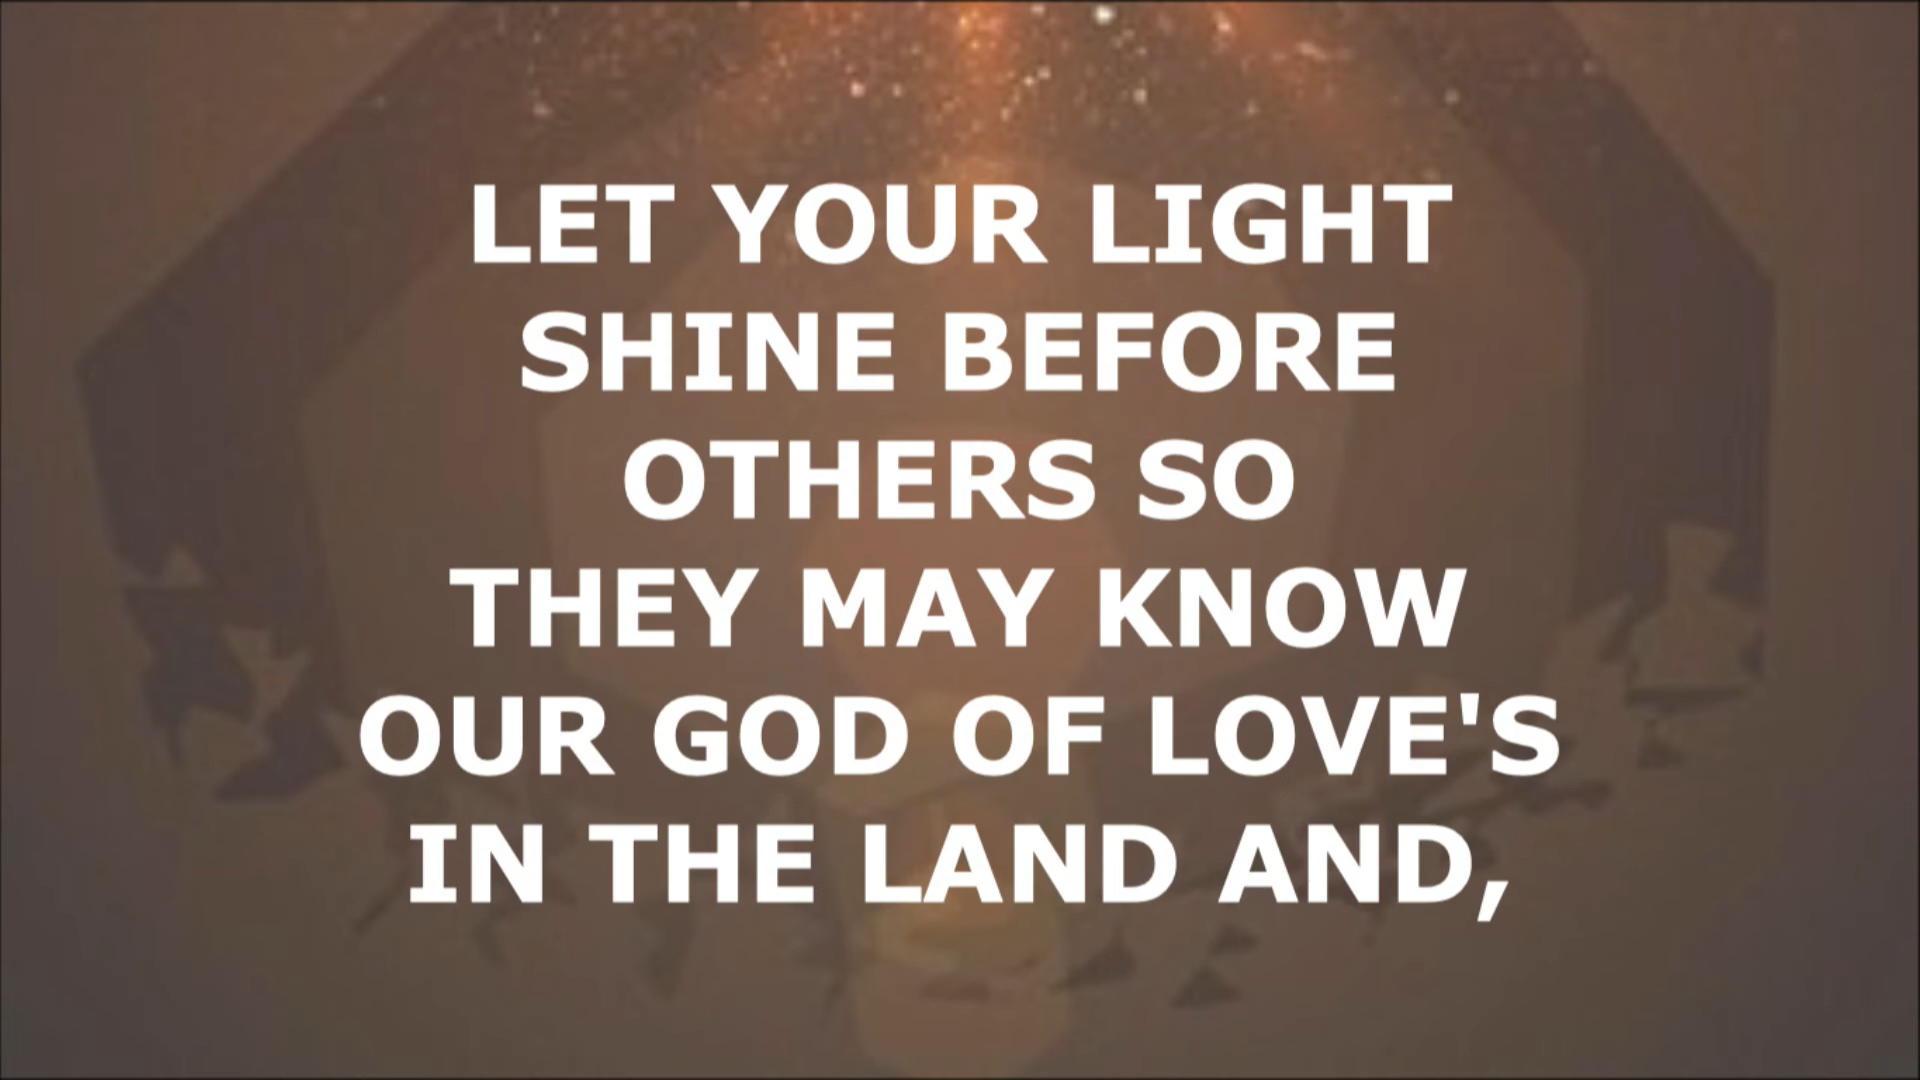 LET YOUR LIGHT
SHINE BEFORE
OTHERS SO
THEY MAY KNOW
OUR GOD OF LOVE'S
IN THE LAND AND,